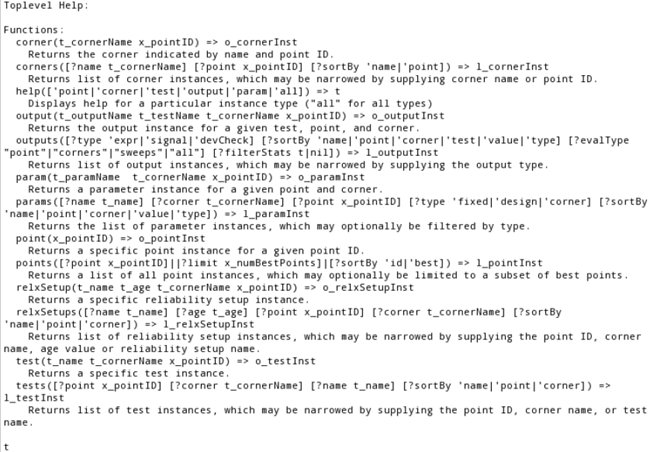 Toplevel Help:

Functions:
  corner(t_cornerName x_pointID) => o_cornerInst
    Returns the corner indicated by name and point ID.
  corners([?name t_cornerName] [?point x_pointID] [?sortBy 'name|'point]) => l_cornerInst
    Returns list of corner instances, which may be narrowed by supplying corner name or point ID.
  help(['point|'corner|'test|'output|'param|'all]) => t
    Displays help for a particular instance type ("all" for all types)
  output(t_outputName t_testName t_cornerName x_pointID) => o_outputInst
    Returns the output instance for a given test, point, and corner.
  outputs([?type 'expr|'signal|'devCheck] [?sortBy 'name|'point|'corner|'test|'value|'type] [?evalType
"point"|"corners"|"sweeps"|"all"] [?filterStats t|nil]) => l_outputInst
    Returns list of output instances, which may be narrowed by supplying the output type.
  param(t_paramName  t_cornerName x_pointID) => o_paramInst
    Returns a parameter instance for a given point and corner.
  params([?name t_name] [?corner t_cornerName] [?point x_pointID] [?type 'fixed|'design|'corner] [?sortBy
'name|'point|'corner|'value|'type]) => l_paramInst
    Returns the list of parameter instances, which may optionally be filtered by type.
  point(x_pointID) => o_pointInst
    Returns a specific point instance for a given point ID.
  points([?point x_pointID]||?limit x_numBestPoints]|[?sortBy 'id|'best]) => l_pointInst
    Returns a list of all point instances, which may optionally be limited to a subset of best points.
  relxSetup(t_name t_age t_cornerName x_pointID) => o_relxSetupInst
    Returns a specific reliability setup instance.
  relxSetups([?name t_name] [?age t_age] [?point x_pointID] [?corner t_cornerName] [?sortBy
'name|'point|'corner]) => l_relxSetupInst
    Returns list of reliability setup instances, which may be narrowed by supplying the point ID, corner
name, age value or reliability setup name.
  test(t_name t_cornerName x_pointID) => o_testInst
    Returns a specific test instance.
  tests([?point x_pointID] [?corner t_cornerName] [?name t_name] [?sortBy 'name|'point|'corner]) =>
l_testInst
    Returns list of test instances, which may be narrowed by supplying the point ID, corner name, or test
name.

t